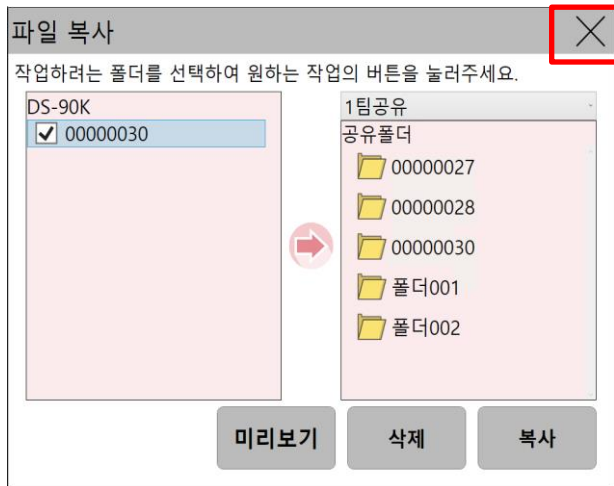 파일 복사
작업하려는 폴더를 선택하여 원하는 작업의 버튼을 눌러주세요.
DS-90K
00000030
1팀공유
공유폴더
00000027
00000028
00000030
폴더001
폴더002
미리보기
삭제
복사